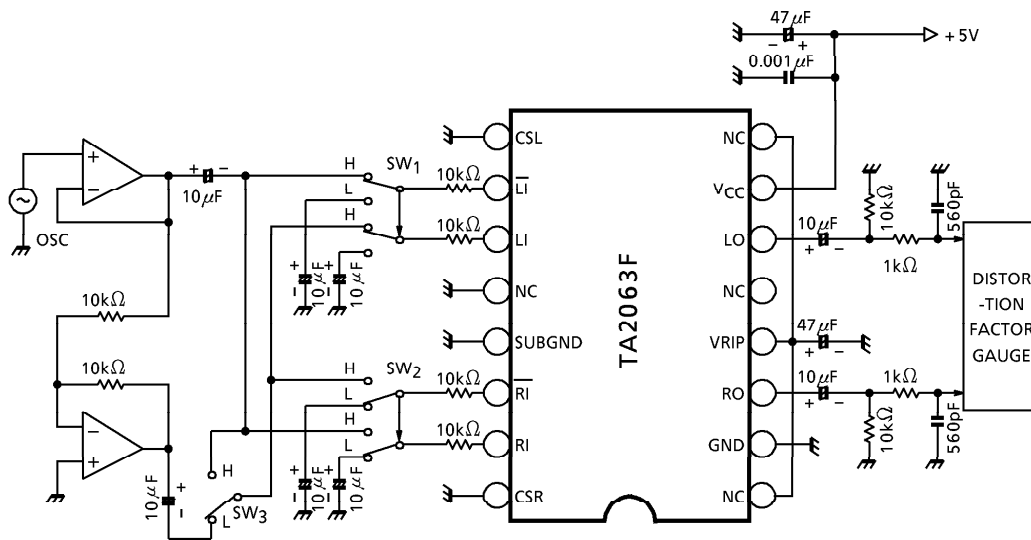 47μF
− +
+5V
0.001μF
+
−
OSC
+ −
10μF
10kΩ
10kΩ
−
+
10μF
+
−
H
L
SW3
H
SW1
L
H
L
+
−
10μF
+
−
10μF
10kΩ
10kΩ
H
SW2
L
H
L
+
−
10μF
+
−
10μF
10kΩ
10kΩ
CSL
L̅I̅
LI
NC
SUBGND
R̅I̅
RI
CSR
TA2063F
NC
VCC
LO
NC
VRIP
RO
GND
NC
10μF
+ −
10kΩ
1kΩ
560pF
47μF
+ −
10μF
+ −
1kΩ
10kΩ
560pF
DISTOR
-TION
FACTOR
GAUGE